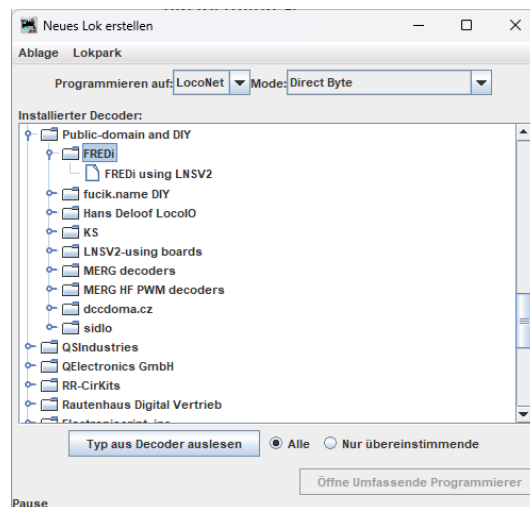 Neues Lok erstellen
Ablage Lokpark
Programmieren auf: LocoNet Mode: Direct Byte
Installierter Decoder:
Public-domain and DIY
FREDi
FREDi using LNSV2
fucik.name DIY
Hans Deloof LocoIO
KS
LNSV2-using boards
MERG decoders
MERG HF PWM decoders
dccdoma.cz
sidlo
QSIndustries
QElectronics GmbH
RR-CirKits
Rautenhaus Digital Vertrieb
Typ aus Decoder auslesen Alle Nur übereinstimmende
Öffne Umfassende Programmierer
Pause